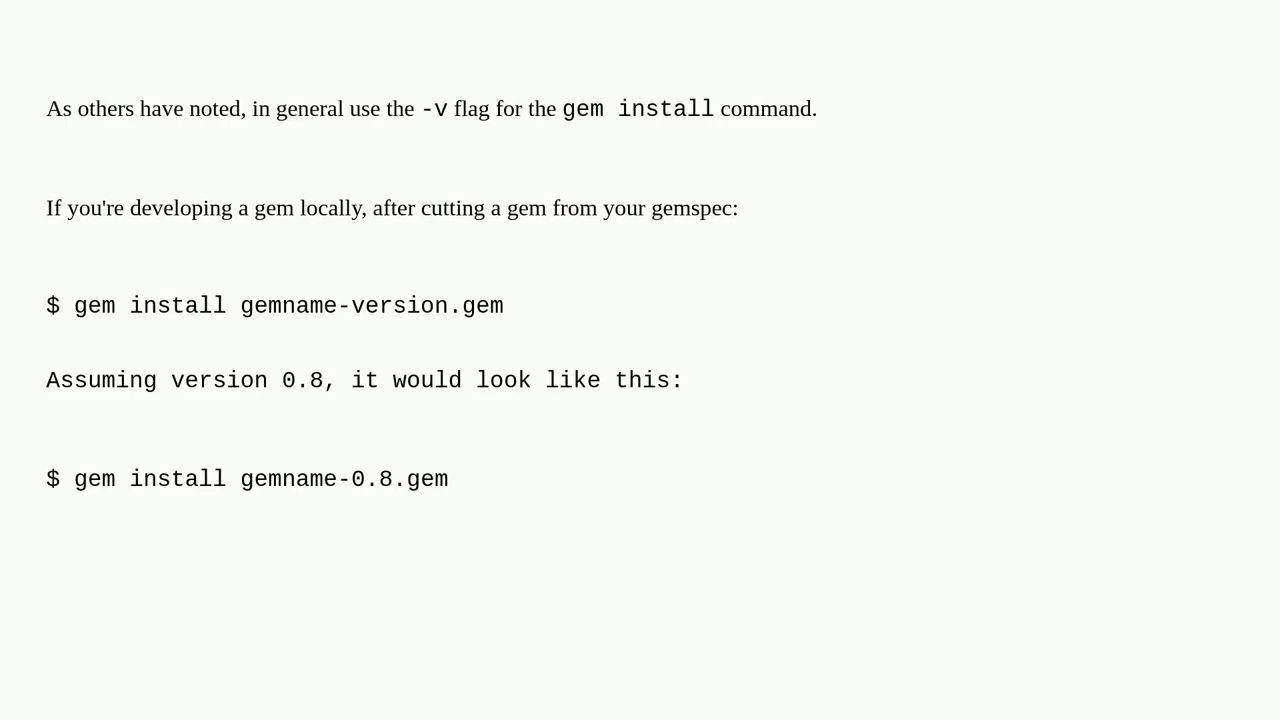 As others have noted, in general use the -v flag for the gem install command.
If you're developing a gem locally, after cutting a gem from your gemspec:
$ gem install gemname-version.gem
Assuming version 0.8, it would look like this:
$ gem install gemname-0.8.gem